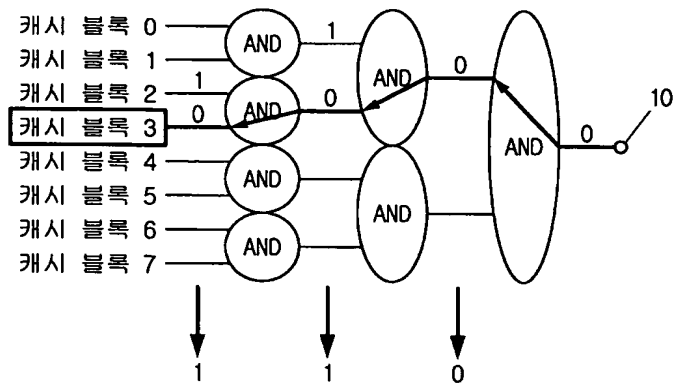 캐시 블록 0
캐시 블록 1
캐시 블록 2
캐시 블록 3
캐시 블록 4
캐시 블록 5
캐시 블록 6
캐시 블록 7
1
0
AND
AND
AND
AND
1
0
AND
AND
0
AND
0
10
1
1
0